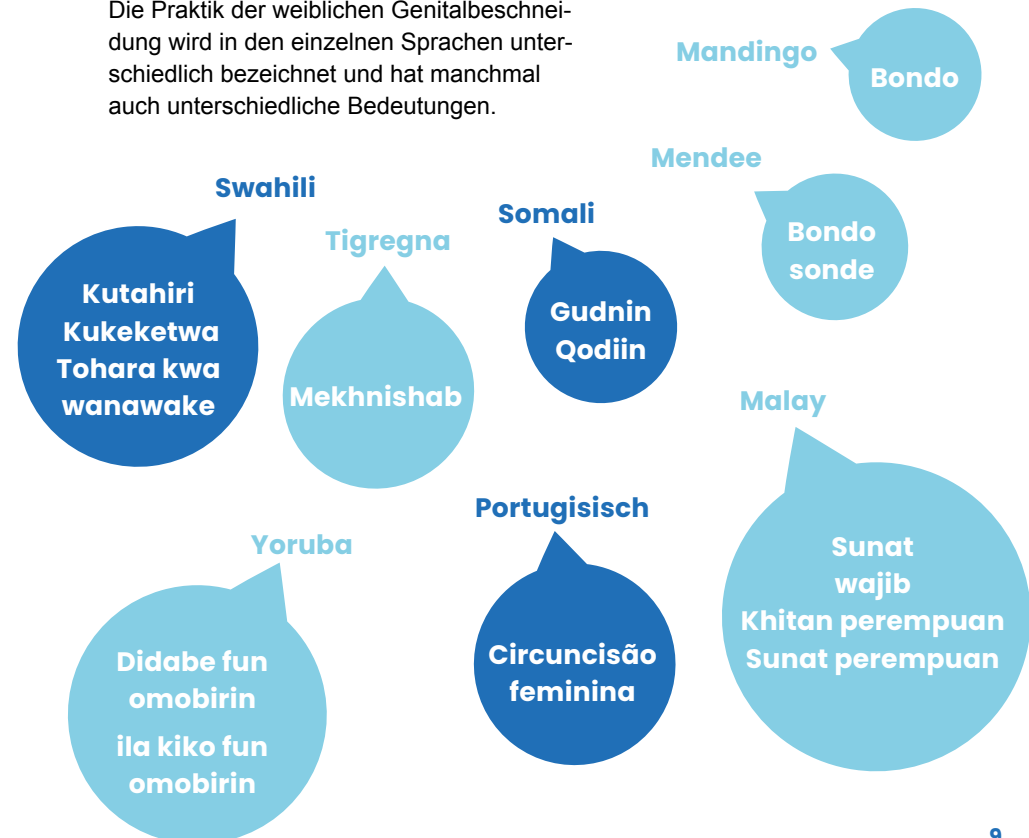 Die Praktik der weiblichen Genitalbeschnei-
dung wird in den einzelnen Sprachen unter-
schiedlich bezeichnet und hat manchmal
auch unterschiedliche Bedeutungen.
Mandingo
Bondo
Mendee
Bondo
sonde
Swahili
Kutahiri
Kukeketwa
Tohara kwa
wanawake
Tigregna
Mekhnishab
Somali
Gudnin
Qodiin
Malay
Sunat
wajib
Khitan perempuan
Sunat perempuan
Yoruba
Didabe fun
omobirin
ila kiko fun
omobirin
Portugisisch
Circuncisão
feminina
9